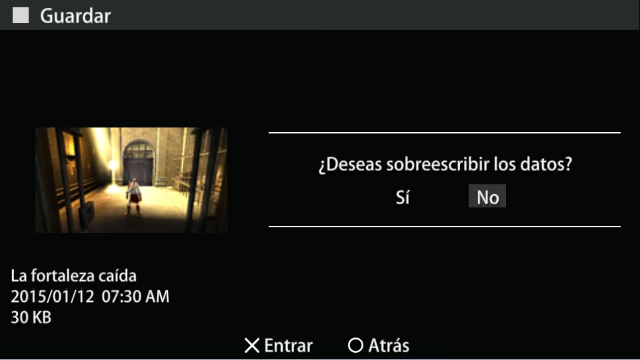 Guardar
¿Deseas sobreescribir los datos?
Sí No
La fortaleza caída
2015/01/12 07:30 AM
30 KB
Entrar Atrás